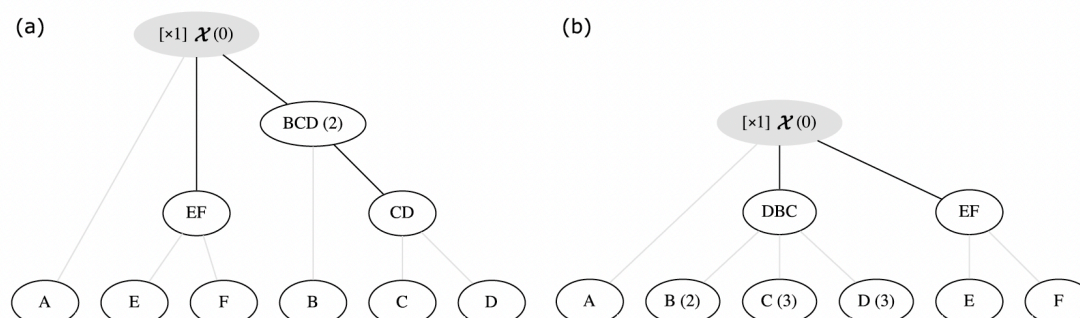 (a)
[×1] 𝒳 (0)
BCD (2)
EF
CD
A
E
F
B
C
D
(b)
[×1] 𝒳 (0)
DBC
EF
A
B (2)
C (3)
D (3)
E
F